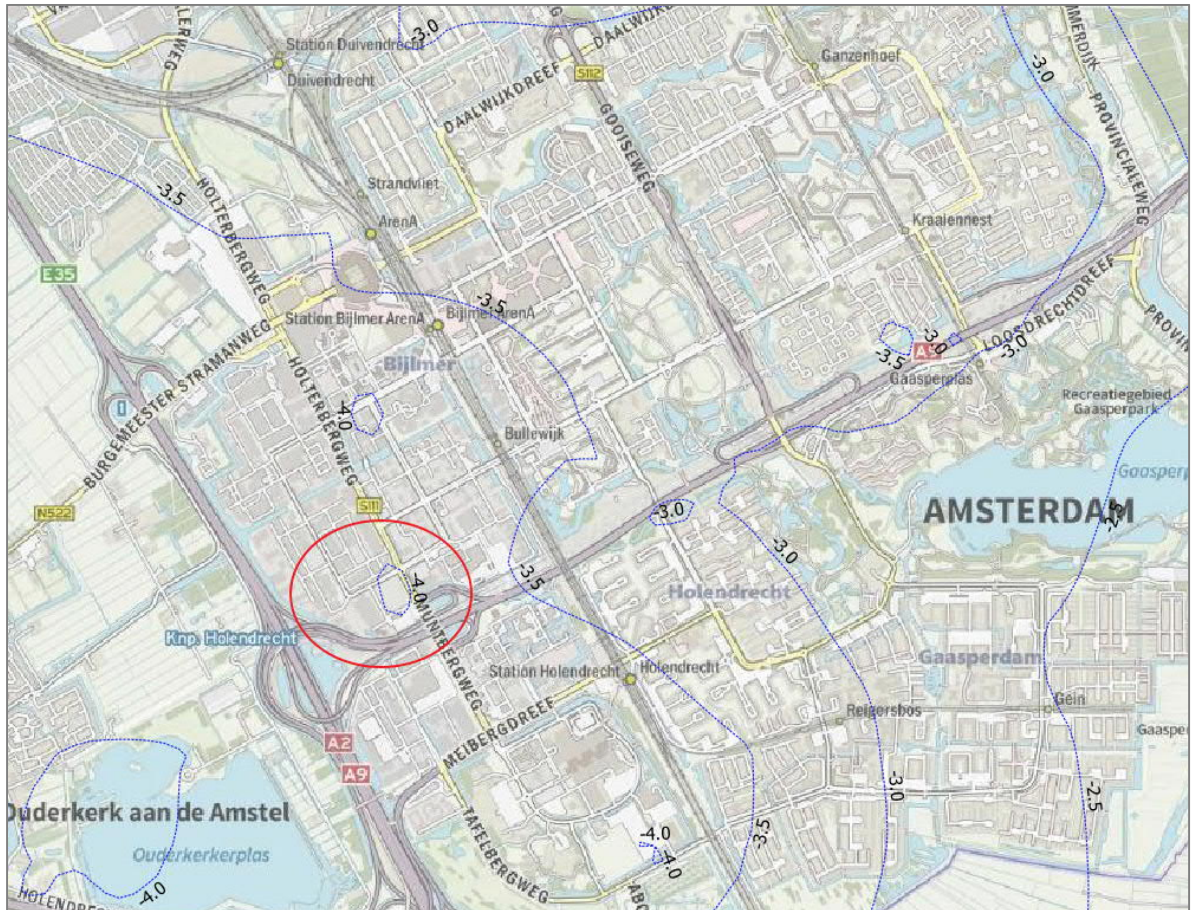 -3.0
DAALWIJKDREEF
Station Duivendrecht
Duivendrecht
S112
Ganzenhoef
-3.0
PROVINCIALEWEG
DAALWIJKDREEF
GOOISEWEG
-3.5
HOLTERBERGWEG
Strandvliet
ArenA
Kraaiennest
E35
-3.5
Station Bijlmer ArenA
Bijlmer ArenA
LOOSDRECHTDREEF
BURGEMEESTER STRAMANWEG
Bijlmer
-3.0
-3.5
-3.0
Gaasperplas
HOLTERBERGWEG
-4.0
Bullewijk
Recreatiegebied
Gaasperpark
N522
S111
-3.0
AMSTERDAM
-2.5
-3.0
-4.0
-3.5
Holendrecht
Knp. Holendrecht
MUNTBERGWEG
Gaasperdam
Station Holendrecht
Holendrecht
Reigersbos
Gein
MEIBERGDREEF
A2
A9
-3.0
-2.5
Ouderkerk aan de Amstel
Ouderkerkerplas
TAFELBERGWEG
-4.0
-4.0
-3.5
-4.0